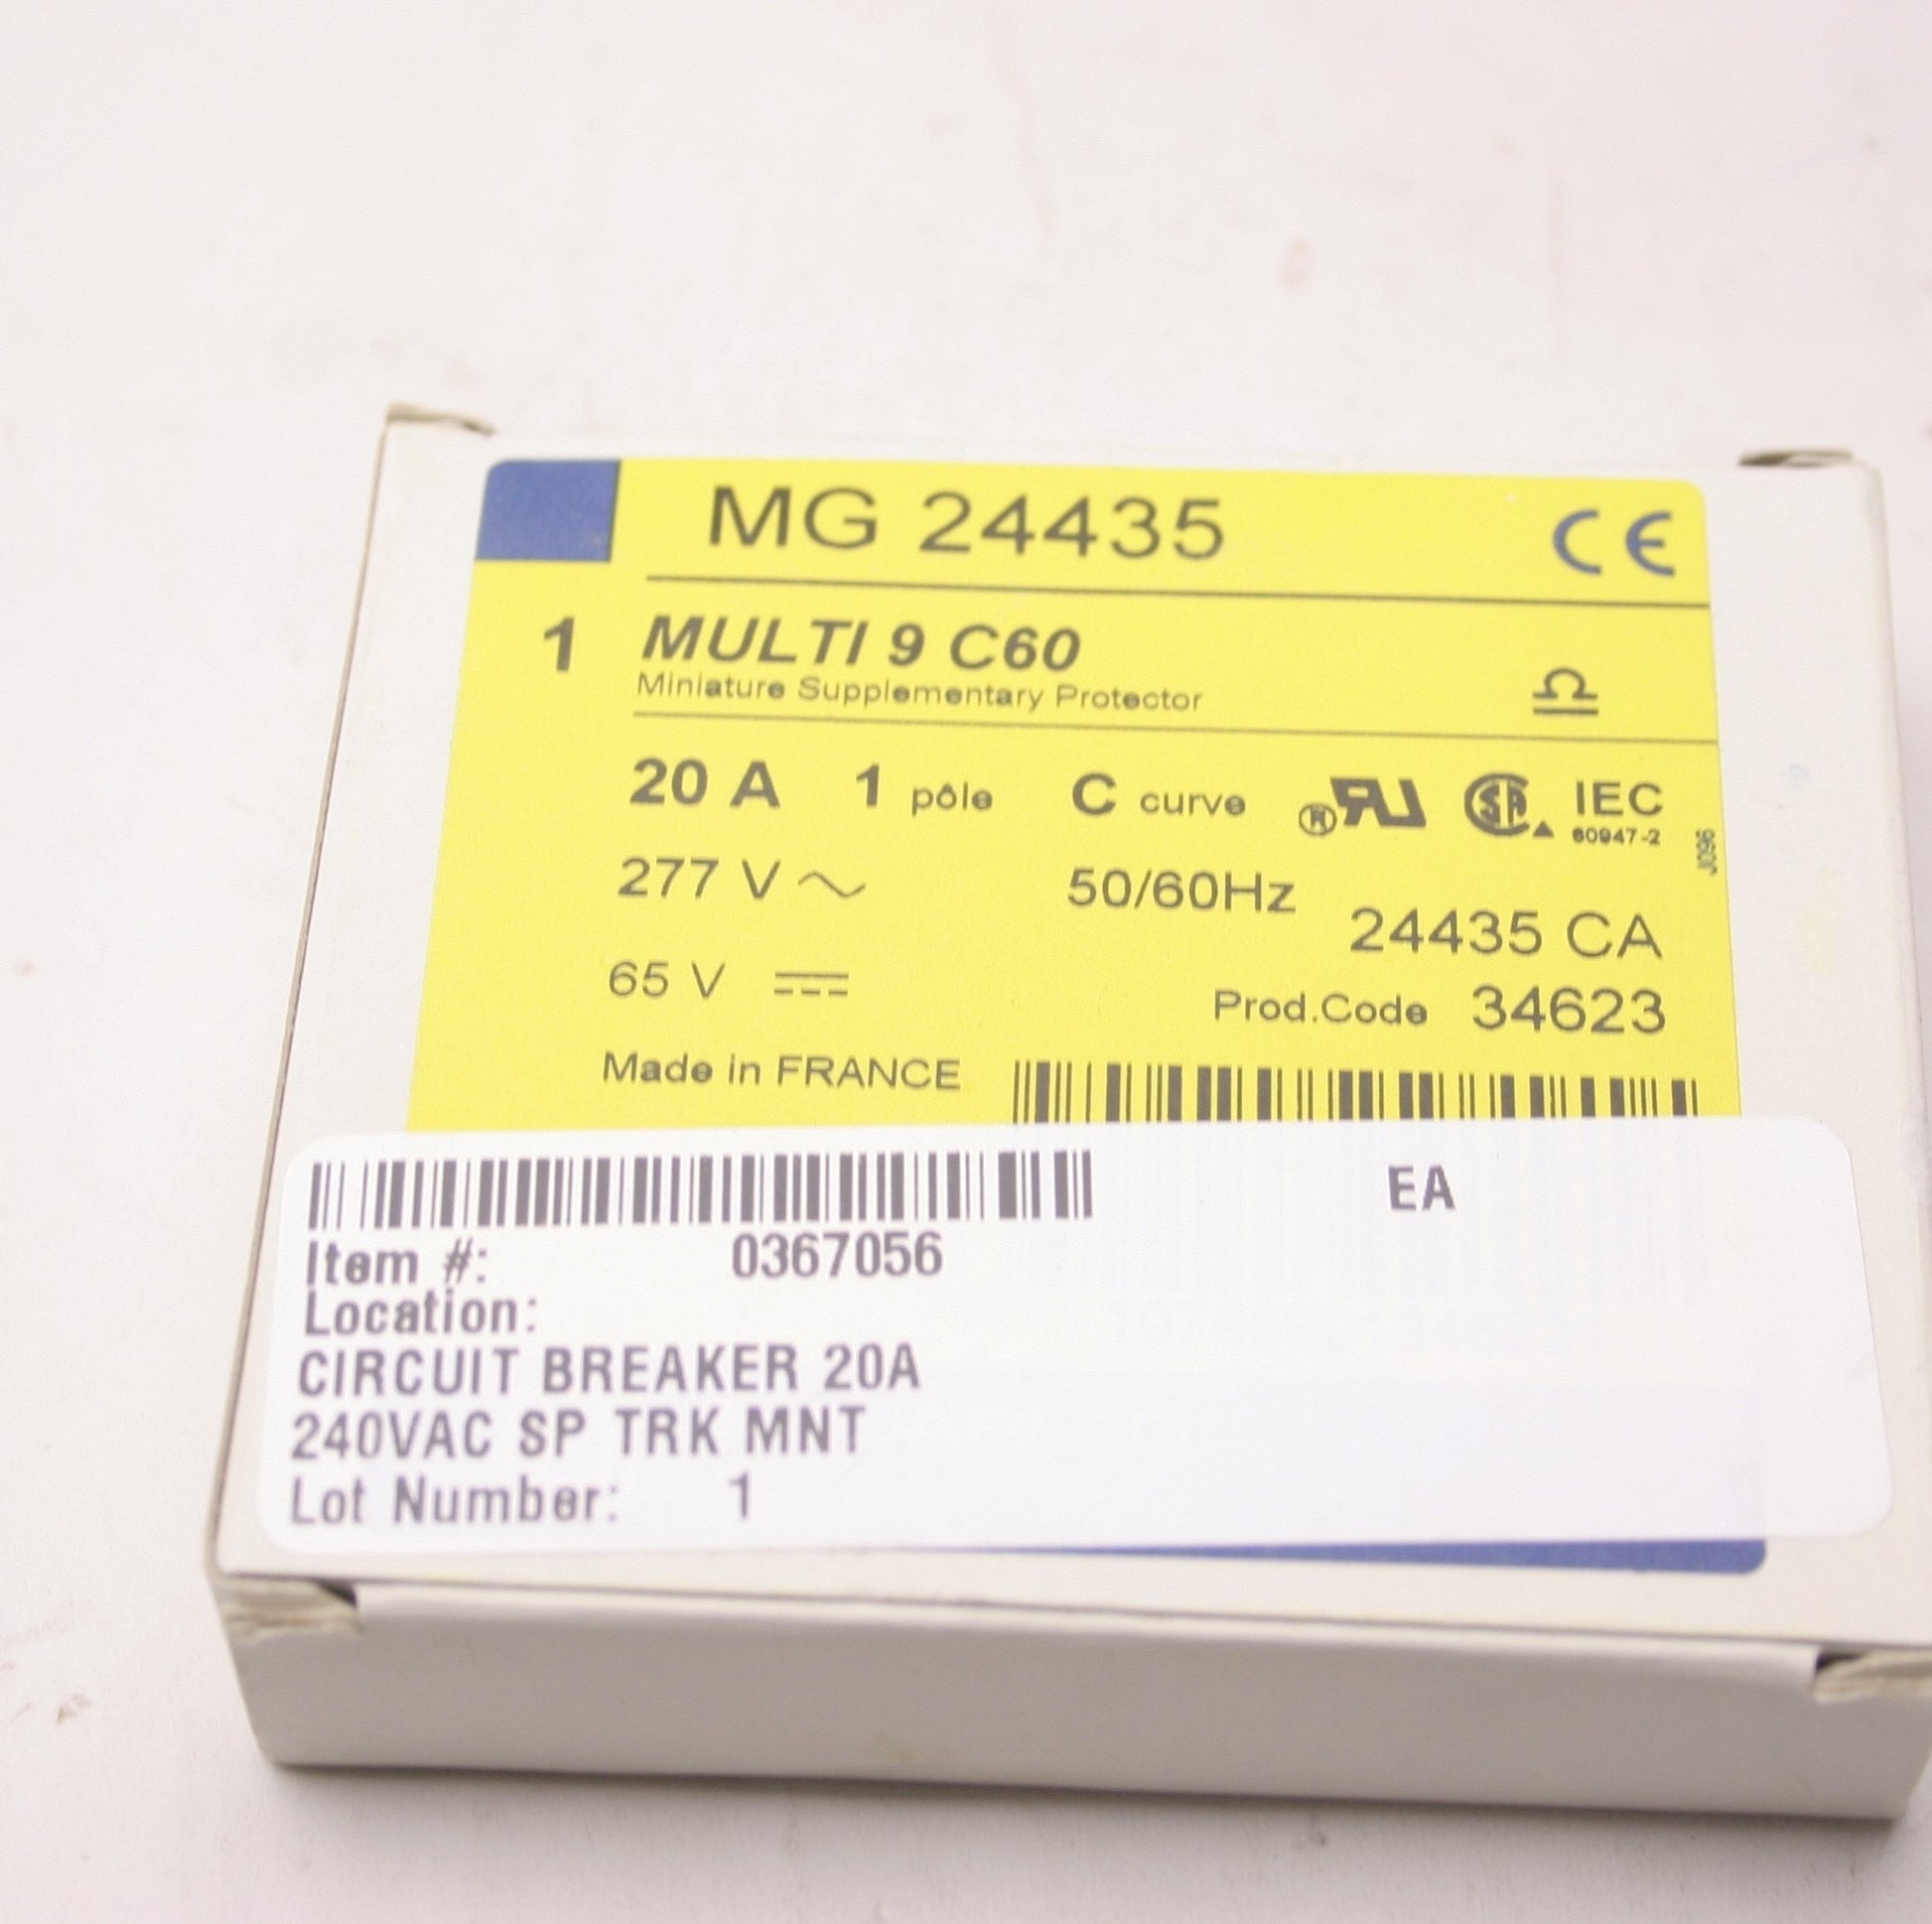 MG 24435 CE
1 MULTI 9 C60
Miniature Supplementary Protector
20 A 1 pôle C curve ® RU SA IEC
60947-2
J096
277 V 50/60Hz
24435 CA
65 V
Prod.Code 34623
Made in FRANCE
EA
Item #: 0367056
Location:
CIRCUIT BREAKER 20A
240VAC SP TRK MNT
Lot Number: 1